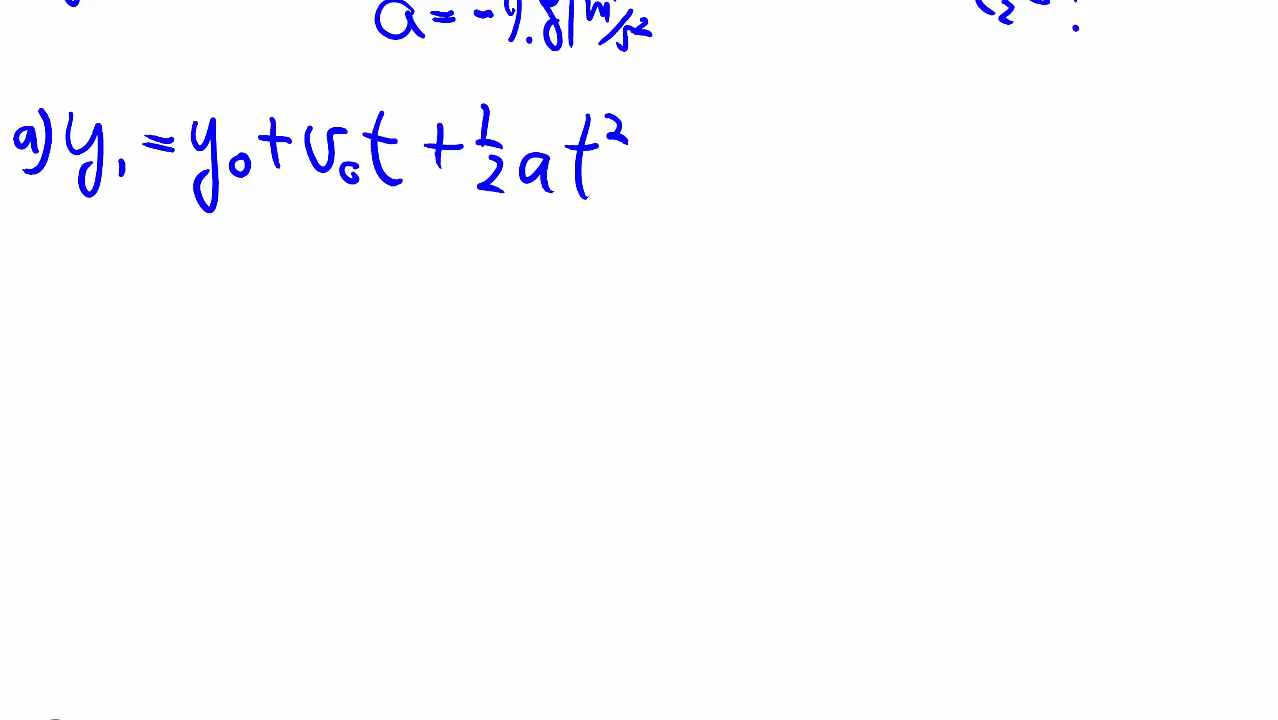 a = -9.81 m/s²
a) y₁ = y₀ + v₀t + ½at²